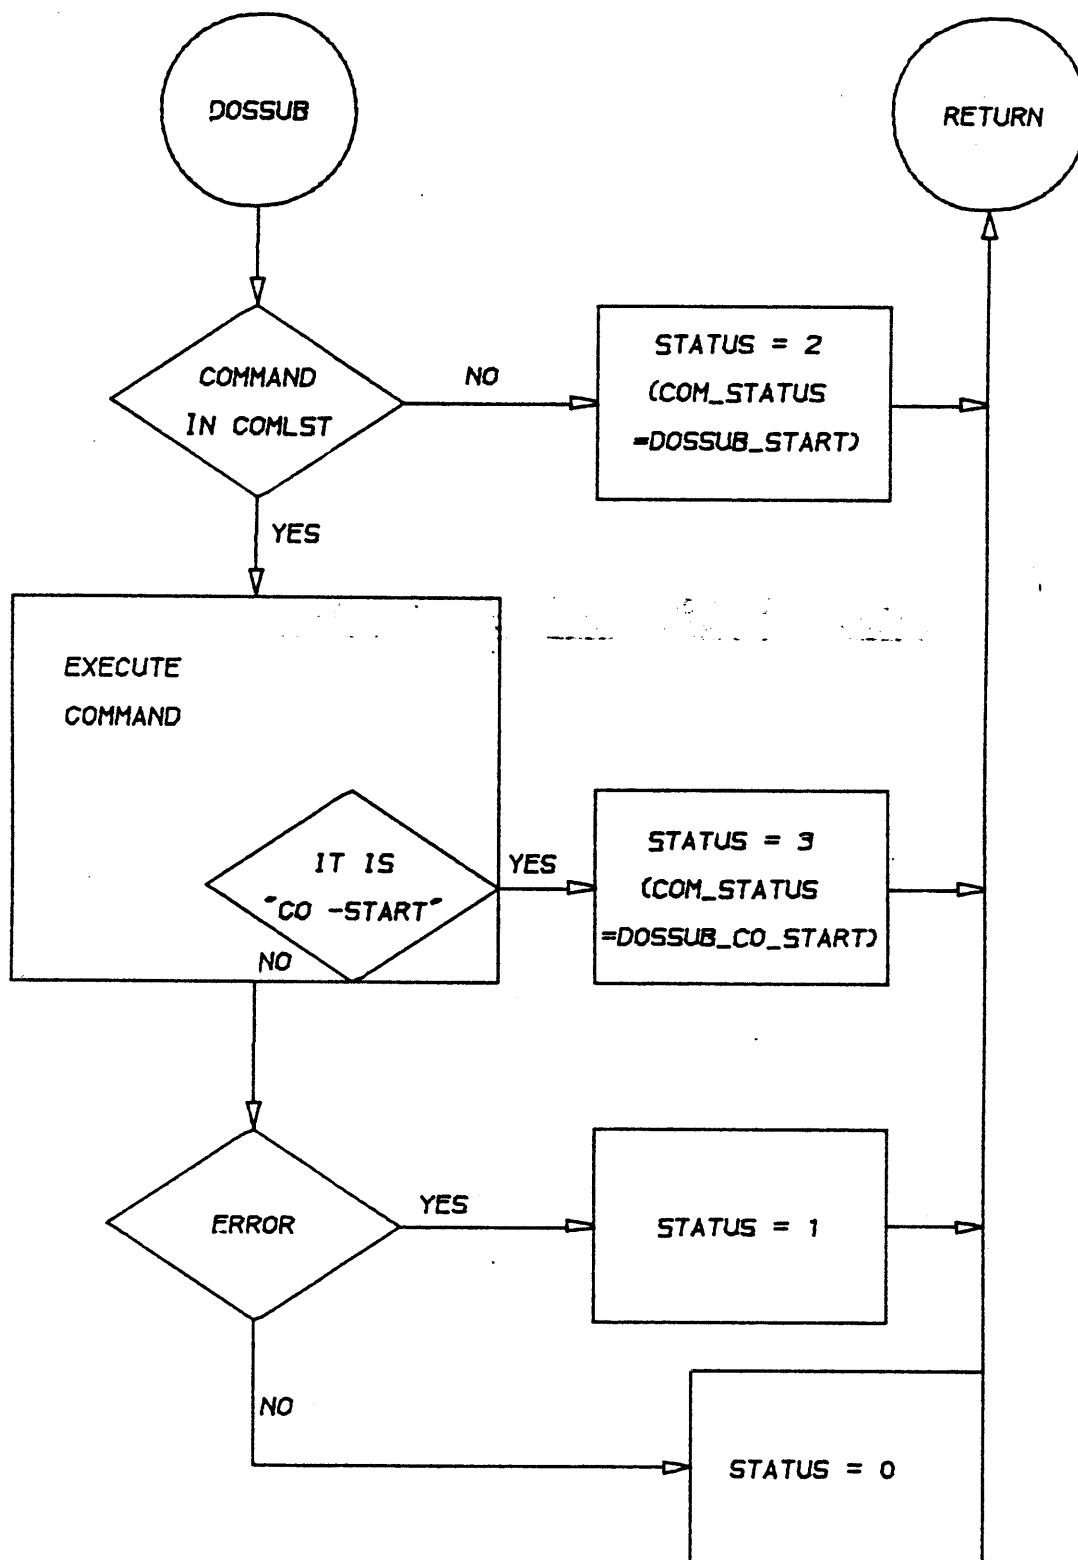 DOSSUB
RETURN
COMMAND
IN COMLST
NO
STATUS = 2
(COM_STATUS
=DOSSUB_START)
YES
EXECUTE
COMMAND
IT IS
"CO -START"
YES
STATUS = 3
(COM_STATUS
=DOSSUB_CO_START)
NO
ERROR
YES
STATUS = 1
NO
STATUS = 0